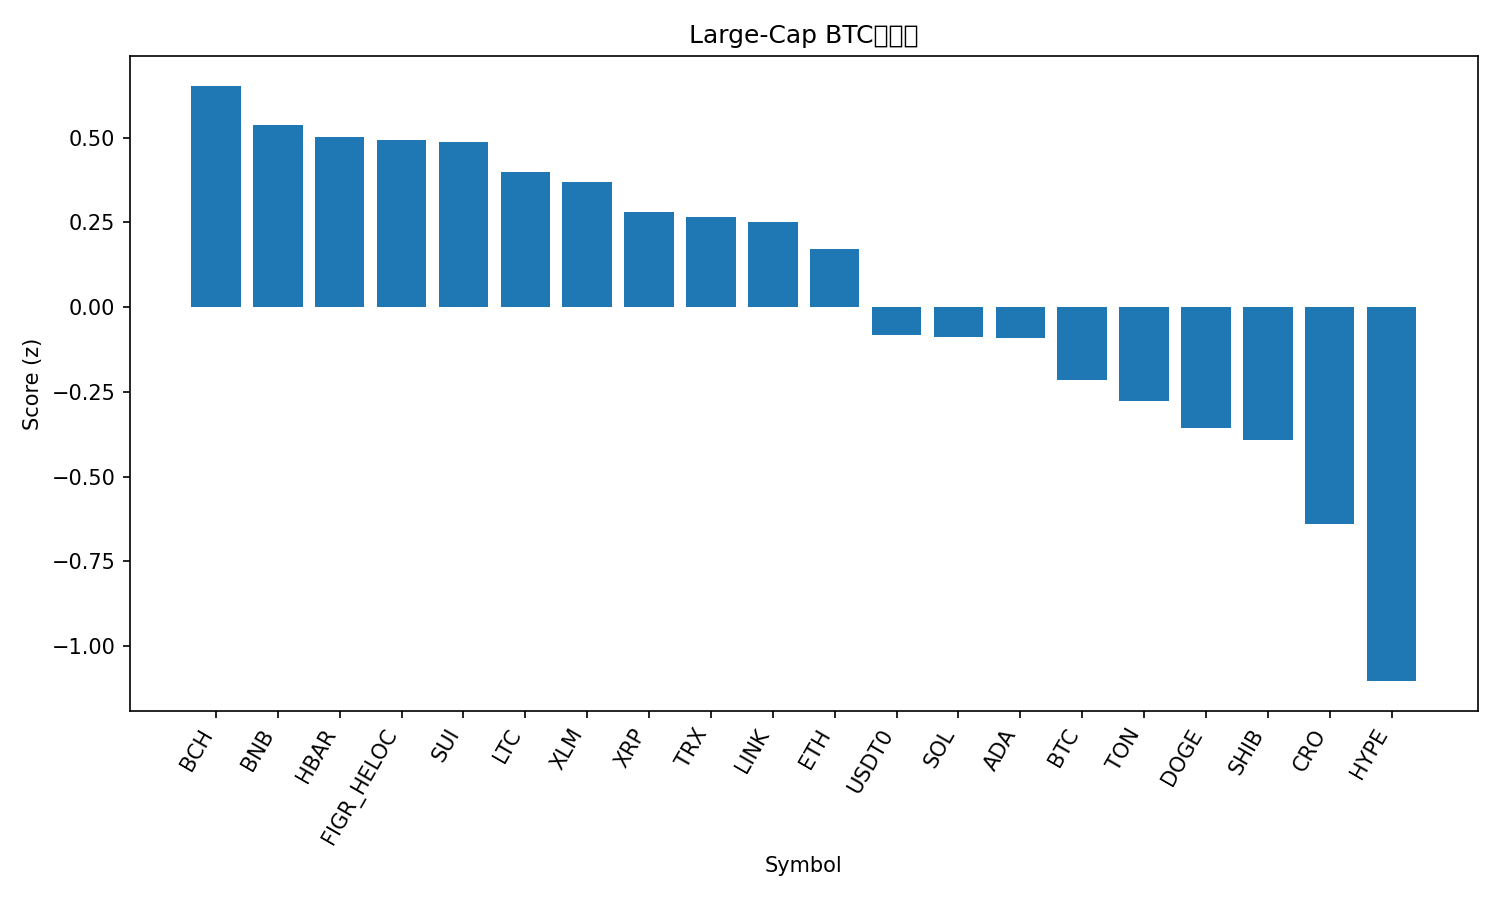 Large-Cap BTC
0.50
0.25
0.00
−0.25
−0.50
−0.75
−1.00
Score (z)
BCH
BNB
HBAR
FIGR_HELOC
SUI
LTC
XLM
XRP
TRX
LINK
ETH
USDT0
SOL
ADA
BTC
TON
DOGE
SHIB
CRO
HYPE
Symbol